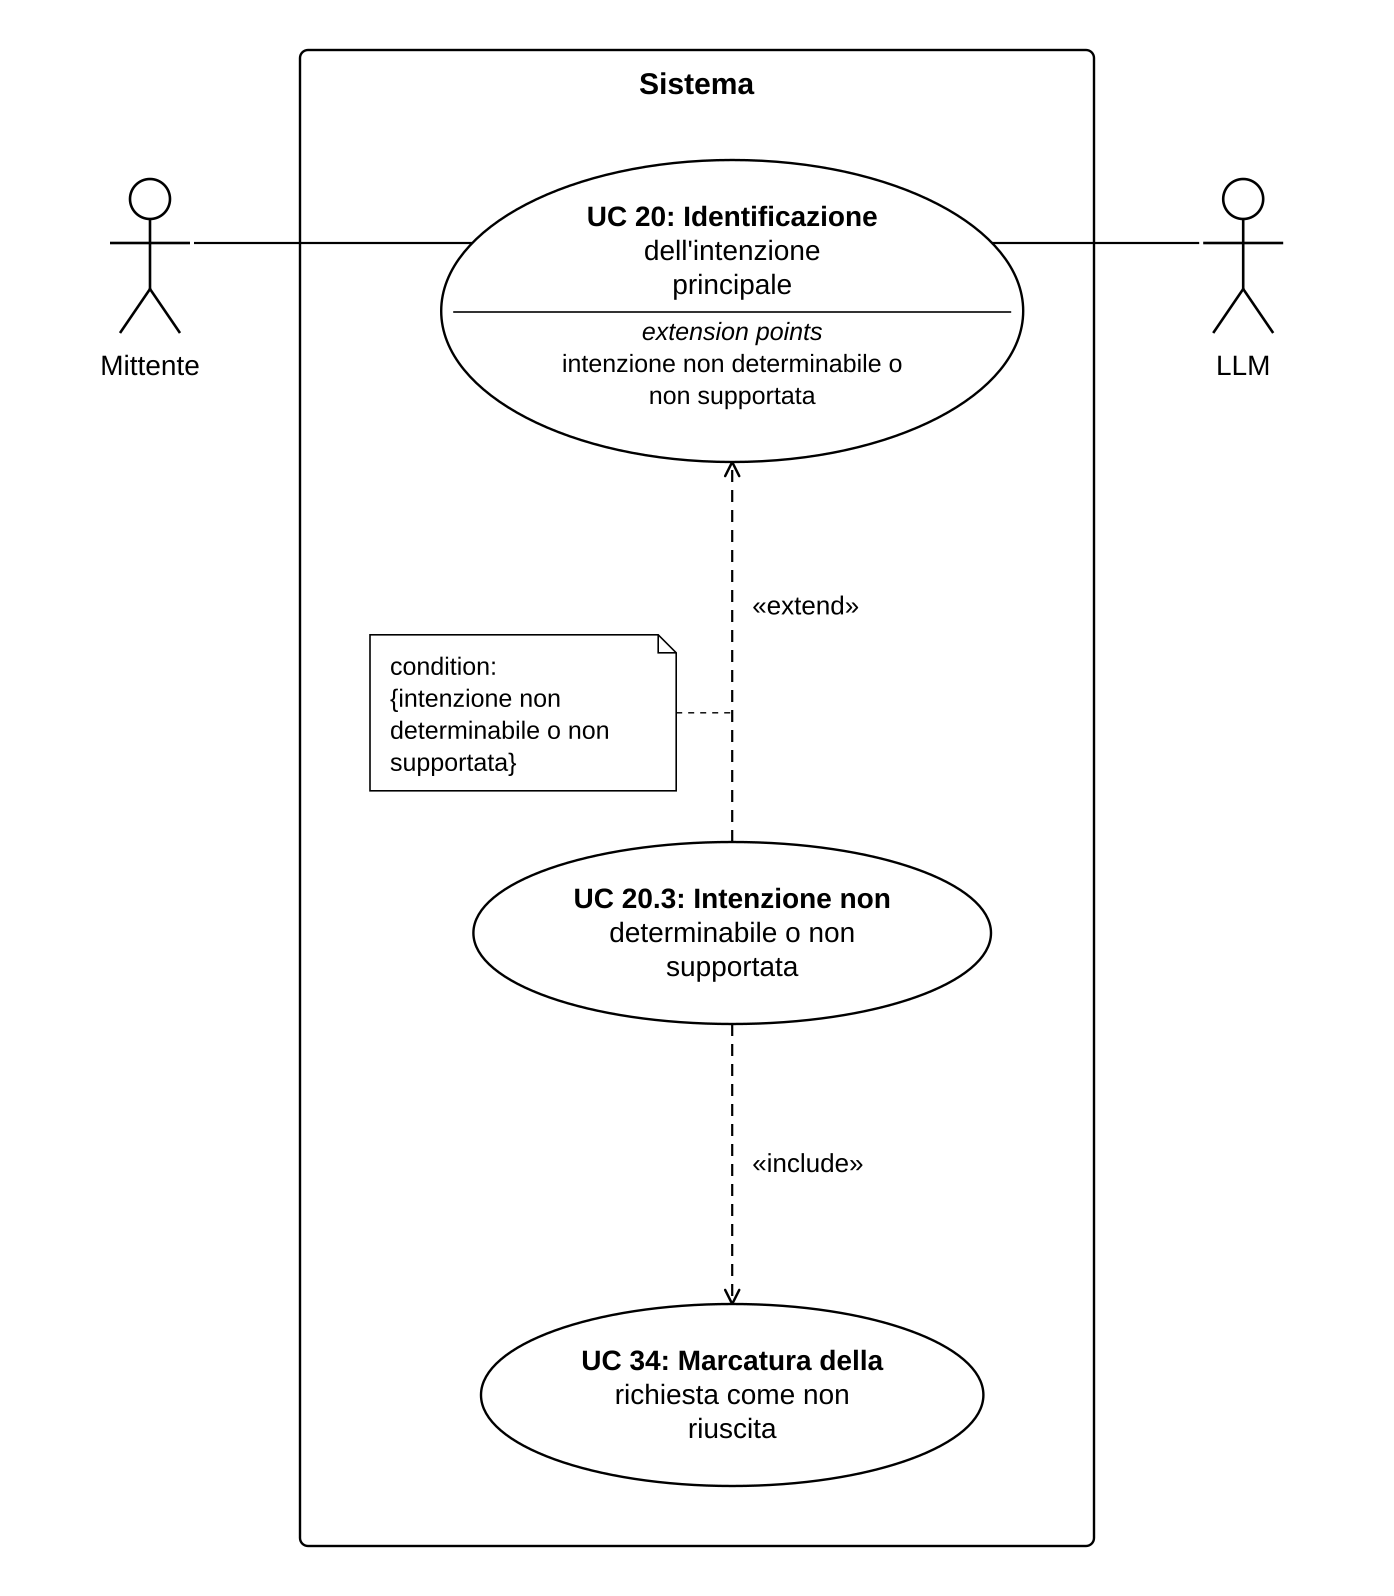 Sistema
UC 20: Identificazione
dell'intenzione
principale
extension points
intenzione non determinabile o
non supportata
Mittente
LLM
«extend»
condition:
{intenzione non
determinabile o non
supportata}
UC 20.3: Intenzione non
determinabile o non
supportata
«include»
UC 34: Marcatura della
richiesta come non
riuscita